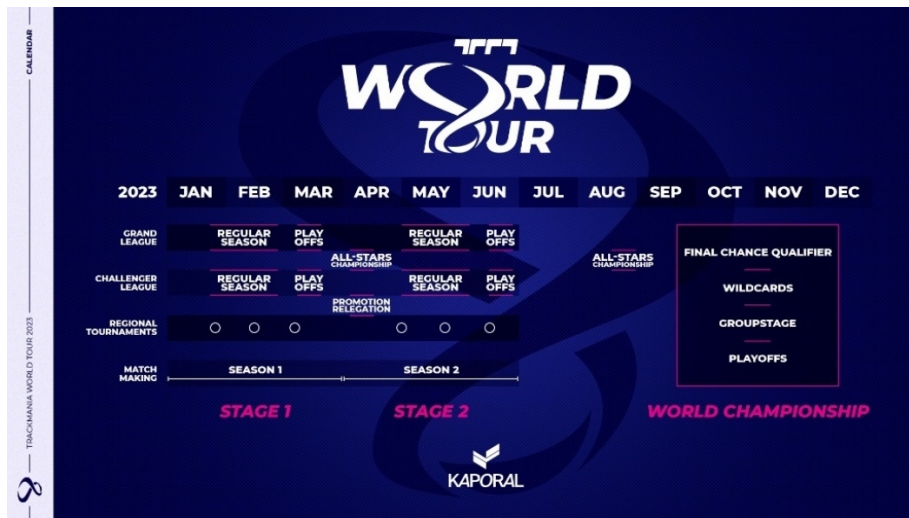 CALENDAR
TRACKMANIA WORLD TOUR 2023
WORLD
TOUR
2023 JAN FEB MAR APR MAY JUN JUL AUG SEP OCT NOV DEC
GRAND
LEAGUE
REGULAR
SEASON
PLAY
OFFS
REGULAR
SEASON
PLAY
OFFS
ALL-STARS
CHAMPIONSHIP
ALL-STARS
CHAMPIONSHIP
CHALLENGER
LEAGUE
REGULAR
SEASON
PLAY
OFFS
REGULAR
SEASON
PLAY
OFFS
PROMOTION
RELEGATION
REGIONAL
TOURNAMENTS
MATCH
MAKING
SEASON 1
SEASON 2
FINAL CHANCE QUALIFIER
WILDCARDS
GROUPSTAGE
PLAYOFFS
STAGE 1
STAGE 2
WORLD CHAMPIONSHIP
KAPORAL